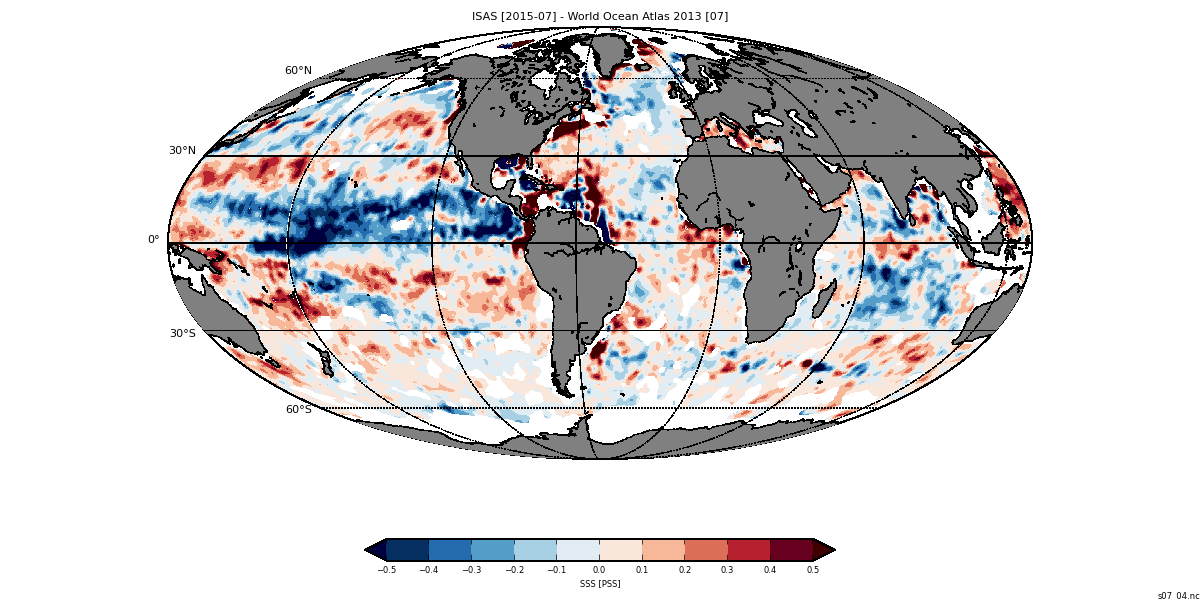 ISAS [2015-07] - World Ocean Atlas 2013 [07]
60°N
30°N
0°
30°S
60°S
−0.5 −0.4 −0.3 −0.2 −0.1 0.0 0.1 0.2 0.3 0.4 0.5
SSS [PSS]
s07_04.nc